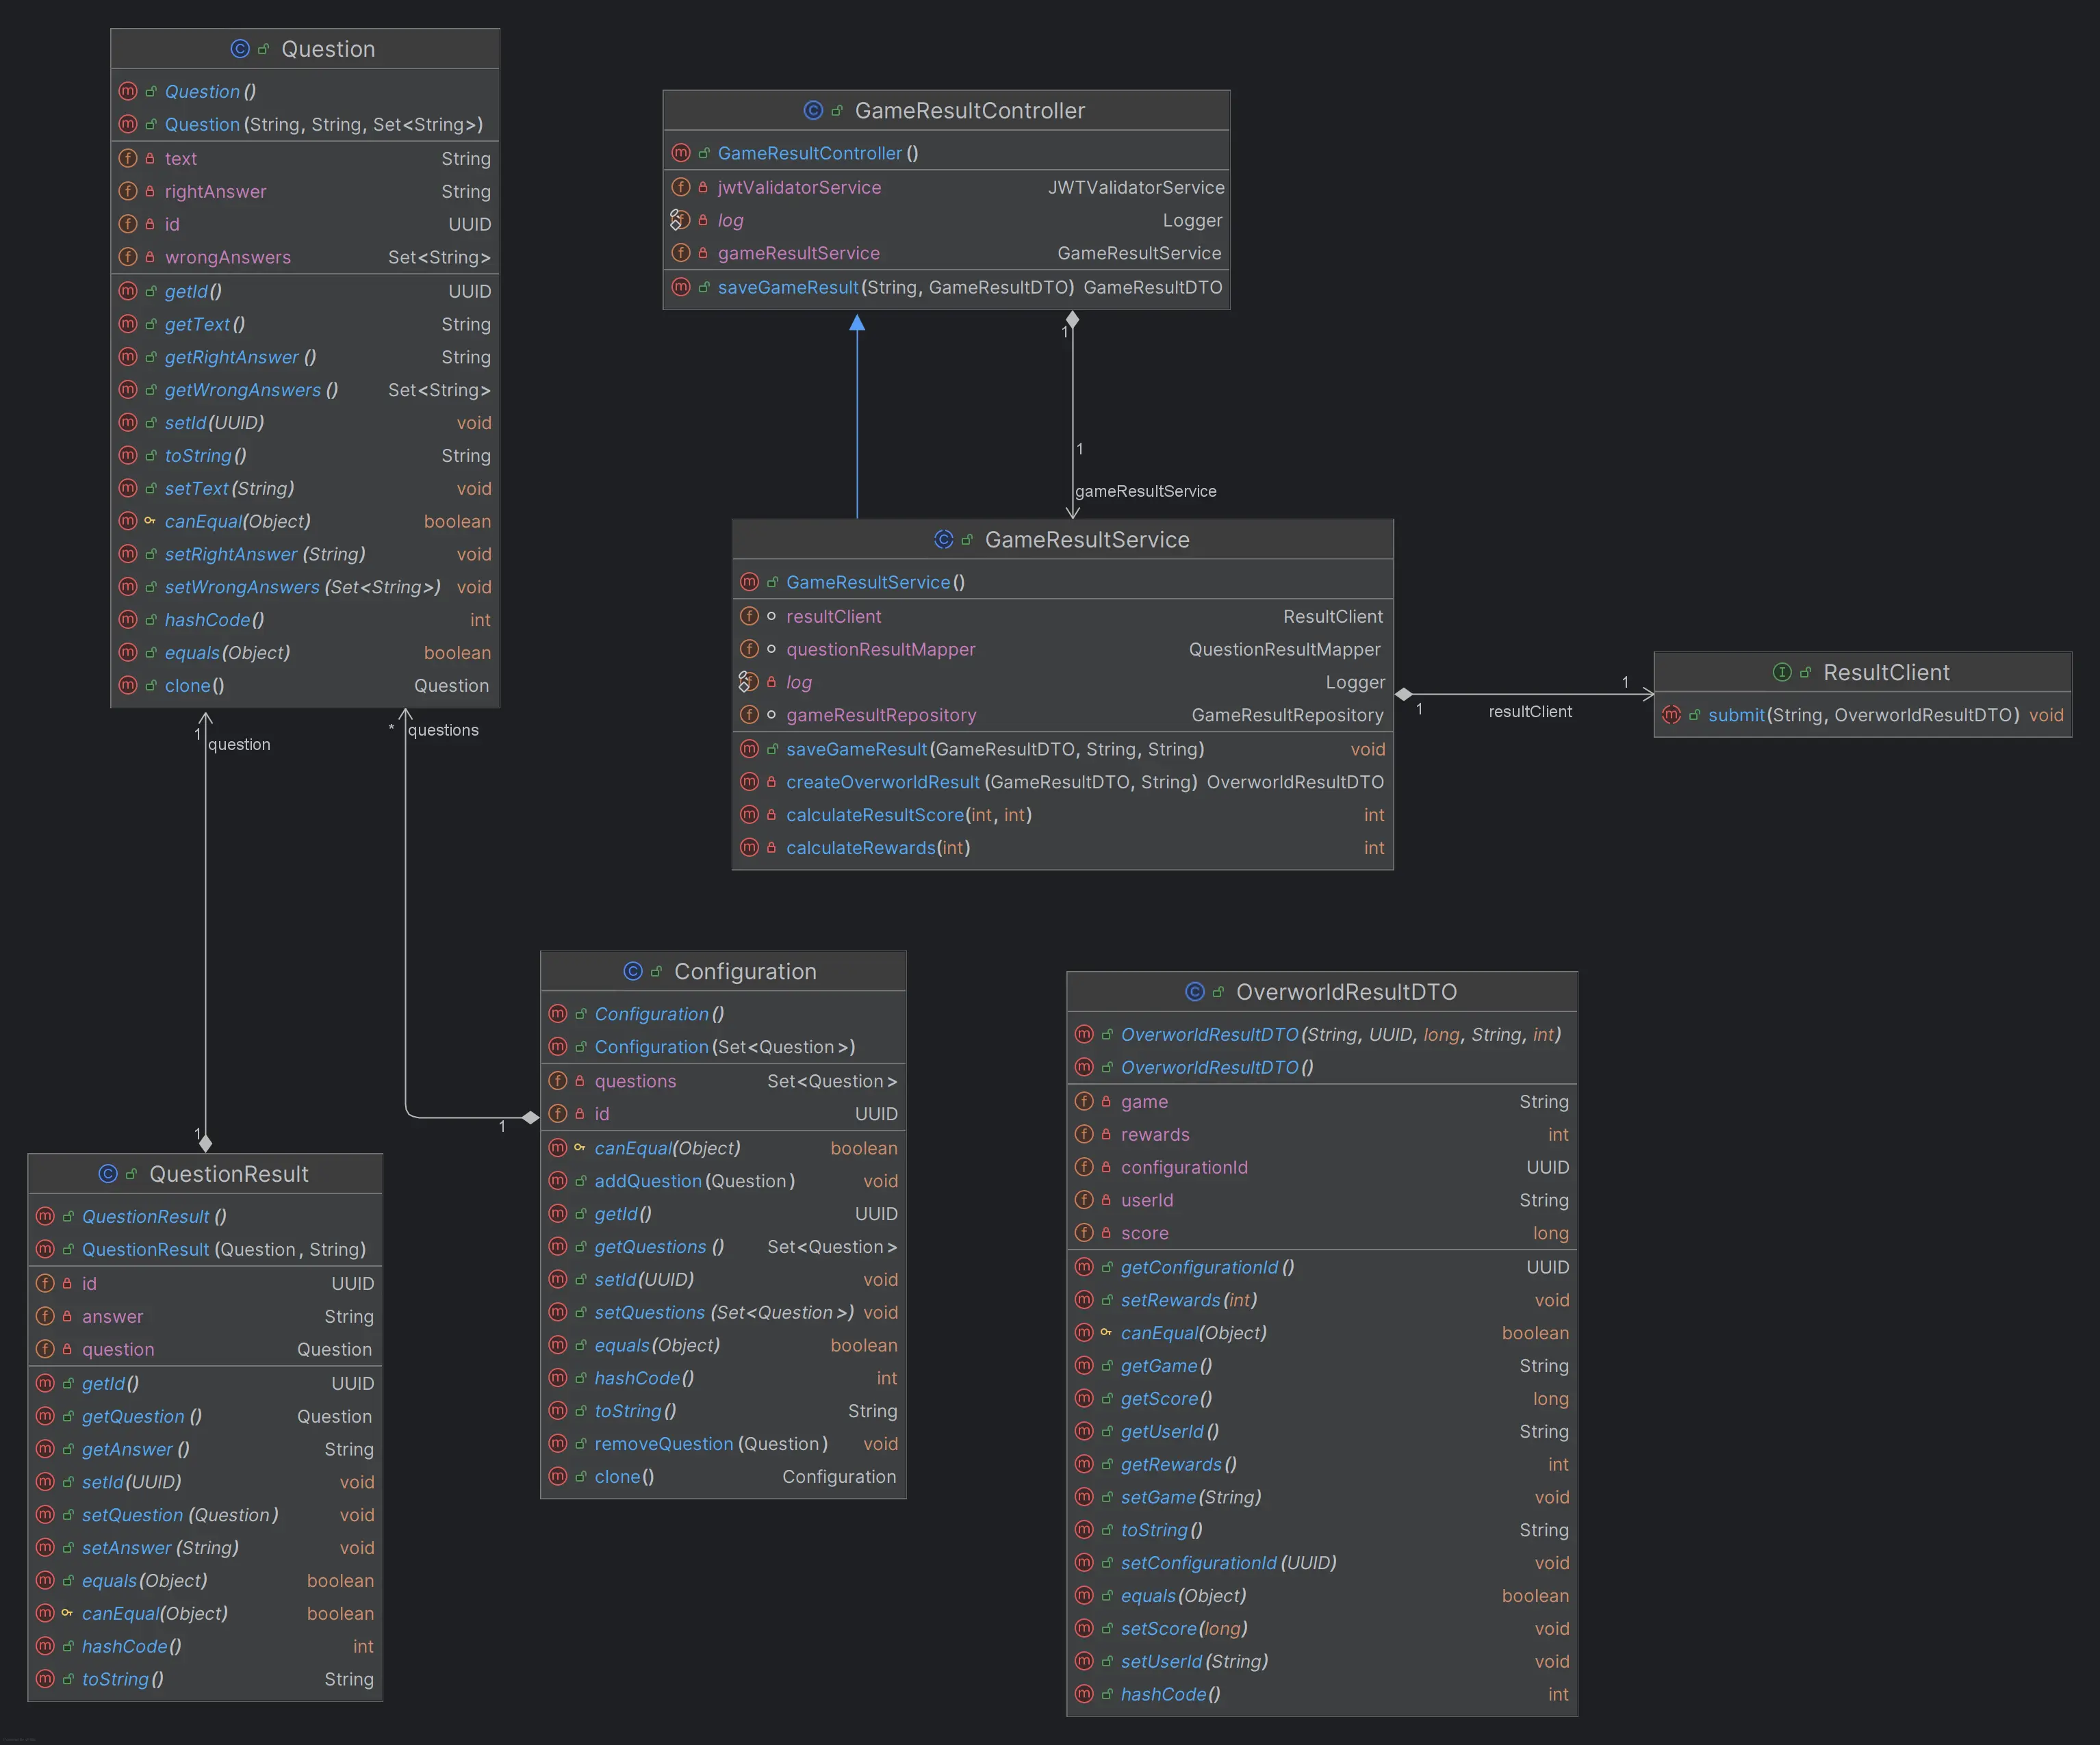 Question
Question()
Question(String, String, Set<String>)
text String
rightAnswer String
id UUID
wrongAnswers Set<String>
getId() UUID
getText() String
getRightAnswer() String
getWrongAnswers() Set<String>
setId(UUID) void
toString() String
setText(String) void
canEqual(Object) boolean
setRightAnswer(String) void
setWrongAnswers(Set<String>) void
hashCode() int
equals(Object) boolean
clone() Question
1 question
* questions
GameResultController
GameResultController()
jwtValidatorService JWTValidatorService
log Logger
gameResultService GameResultService
saveGameResult(String, GameResultDTO) GameResultDTO
1
1
gameResultService
GameResultService
GameResultService()
resultClient ResultClient
questionResultMapper QuestionResultMapper
log Logger
gameResultRepository GameResultRepository
saveGameResult(GameResultDTO, String, String) void
createOverworldResult(GameResultDTO, String) OverworldResultDTO
calculateResultScore(int, int) int
calculateRewards(int) int
1
resultClient
1
ResultClient
submit(String, OverworldResultDTO) void
Configuration
Configuration()
Configuration(Set<Question>)
questions Set<Question>
id UUID
canEqual(Object) boolean
addQuestion(Question) void
getId() UUID
getQuestions() Set<Question>
setId(UUID) void
setQuestions(Set<Question>) void
equals(Object) boolean
hashCode() int
toString() String
removeQuestion(Question) void
clone() Configuration
1
OverworldResultDTO
OverworldResultDTO(String, UUID, long, String, int)
OverworldResultDTO()
game String
rewards int
configurationId UUID
userId String
score long
getConfigurationId() UUID
setRewards(int) void
canEqual(Object) boolean
getGame() String
getScore() long
getUserId() String
getRewards() int
setGame(String) void
toString() String
setConfigurationId(UUID) void
equals(Object) boolean
setScore(long) void
setUserId(String) void
hashCode() int
1
QuestionResult
QuestionResult()
QuestionResult(Question, String)
id UUID
answer String
question Question
getId() UUID
getQuestion() Question
getAnswer() String
setId(UUID) void
setQuestion(Question) void
setAnswer(String) void
equals(Object) boolean
canEqual(Object) boolean
hashCode() int
toString() String